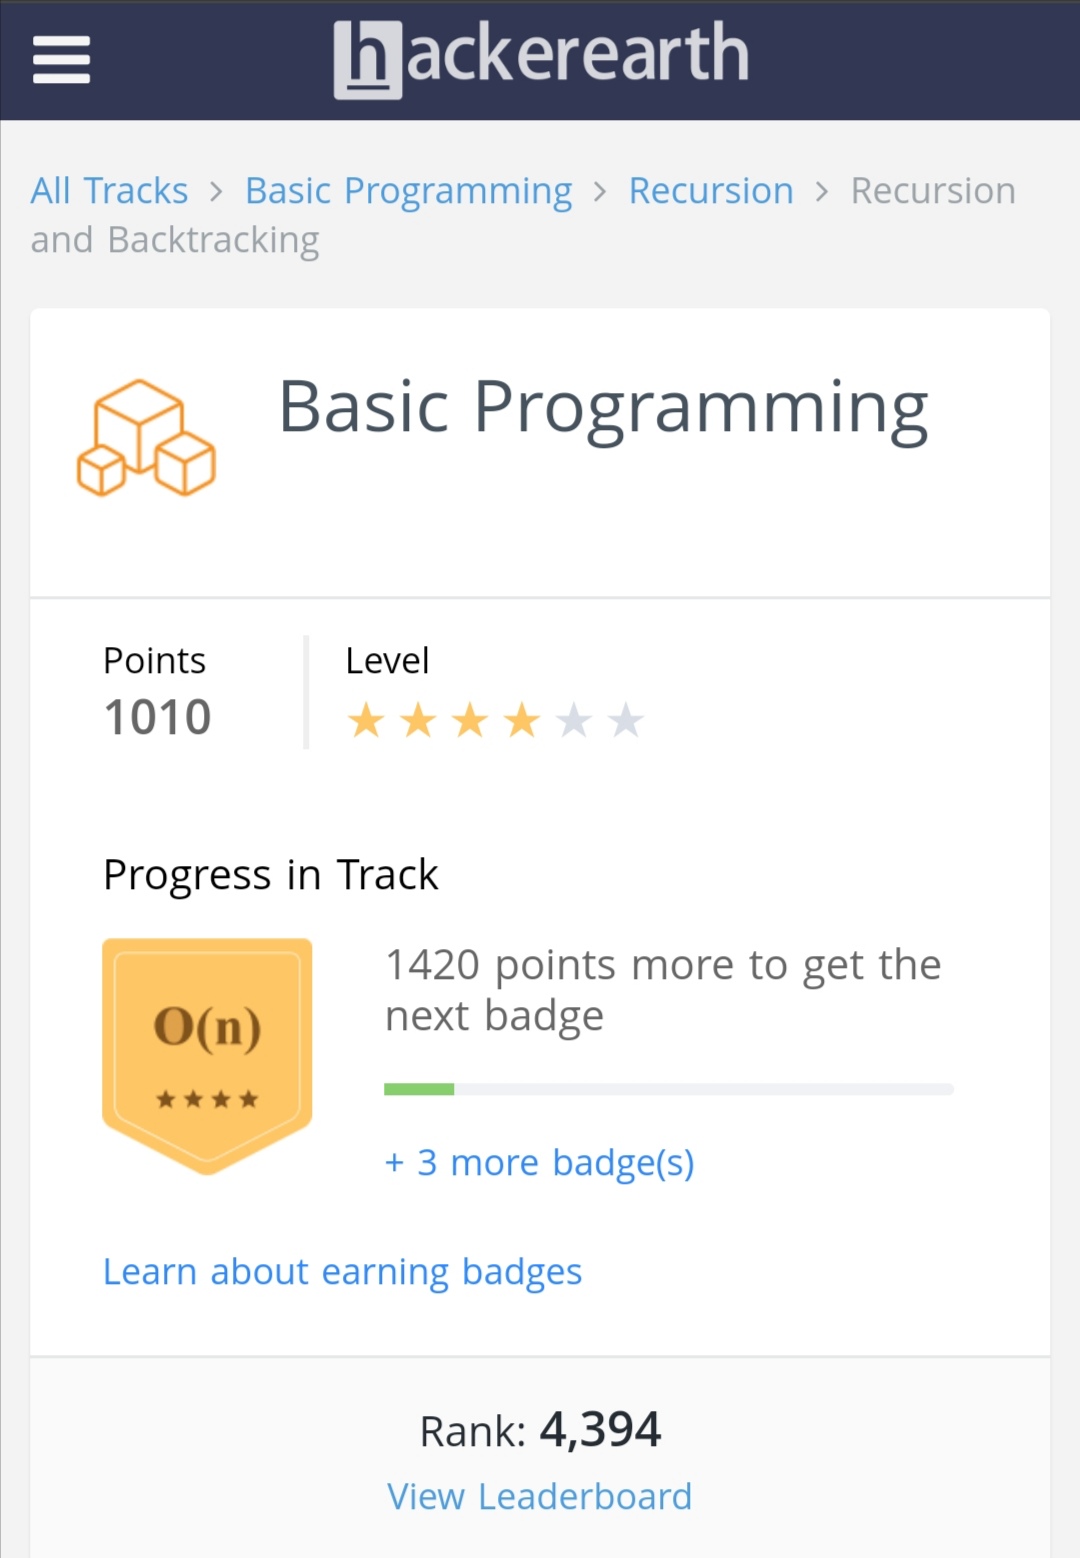 hackerearth
All Tracks > Basic Programming > Recursion > Recursion
and Backtracking
Basic Programming
Points
1010
Level
Progress in Track
O(n)
1420 points more to get the
next badge
+ 3 more badge(s)
Learn about earning badges
Rank: 4,394
View Leaderboard